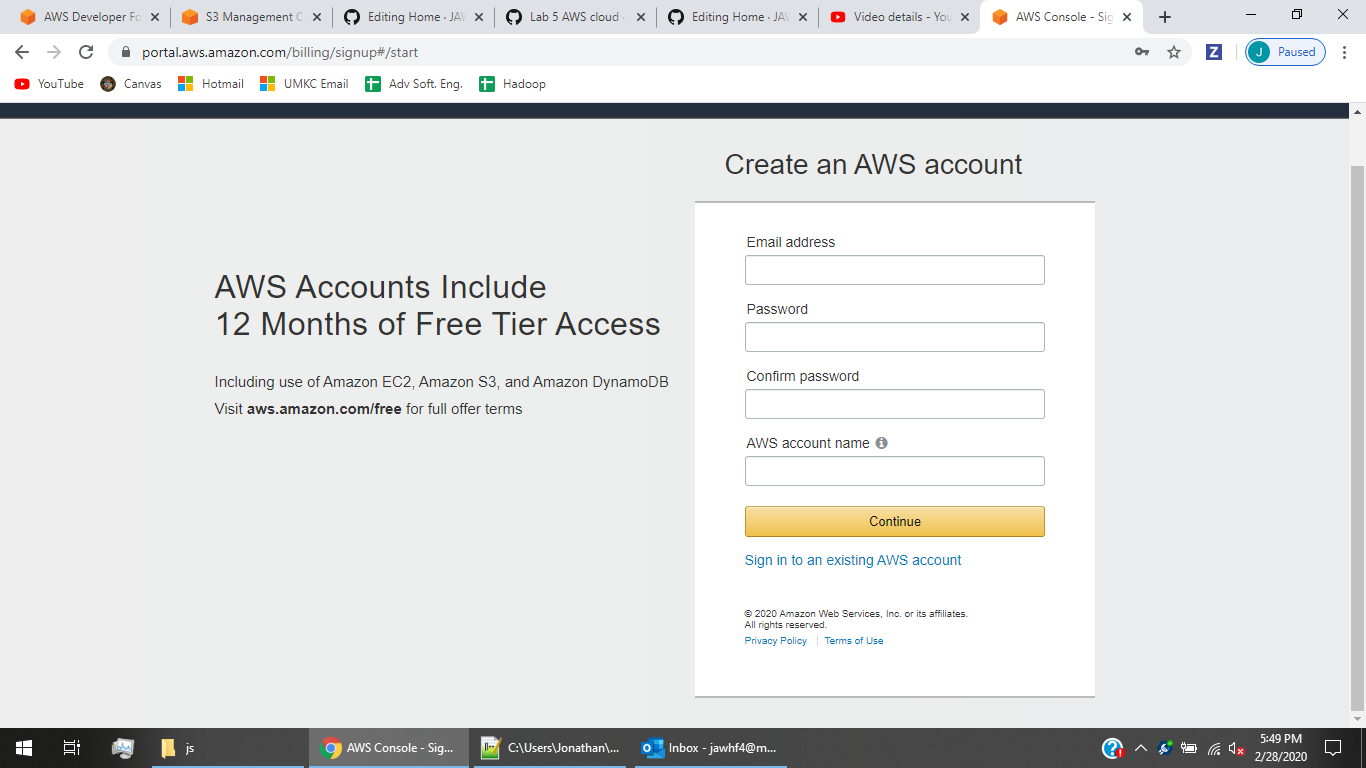 AWS Developer Fo
S3 Management C
Editing Home · JAW
Lab 5 AWS cloud ·
Editing Home · JAW
Video details - You
AWS Console - Sig
portal.aws.amazon.com/billing/signup#/start
Z
J
Paused
YouTube
Canvas
Hotmail
UMKC Email
Adv Soft. Eng.
Hadoop
Create an AWS account
AWS Accounts Include
12 Months of Free Tier Access
Including use of Amazon EC2, Amazon S3, and Amazon DynamoDB
Visit aws.amazon.com/free for full offer terms
Email address
Password
Confirm password
AWS account name
Continue
Sign in to an existing AWS account
© 2020 Amazon Web Services, Inc. or its affiliates.
All rights reserved.
Privacy Policy
Terms of Use
js
AWS Console - Sig...
C:\Users\Jonathan\...
Inbox - jawhf4@m...
5:49 PM
2/28/2020